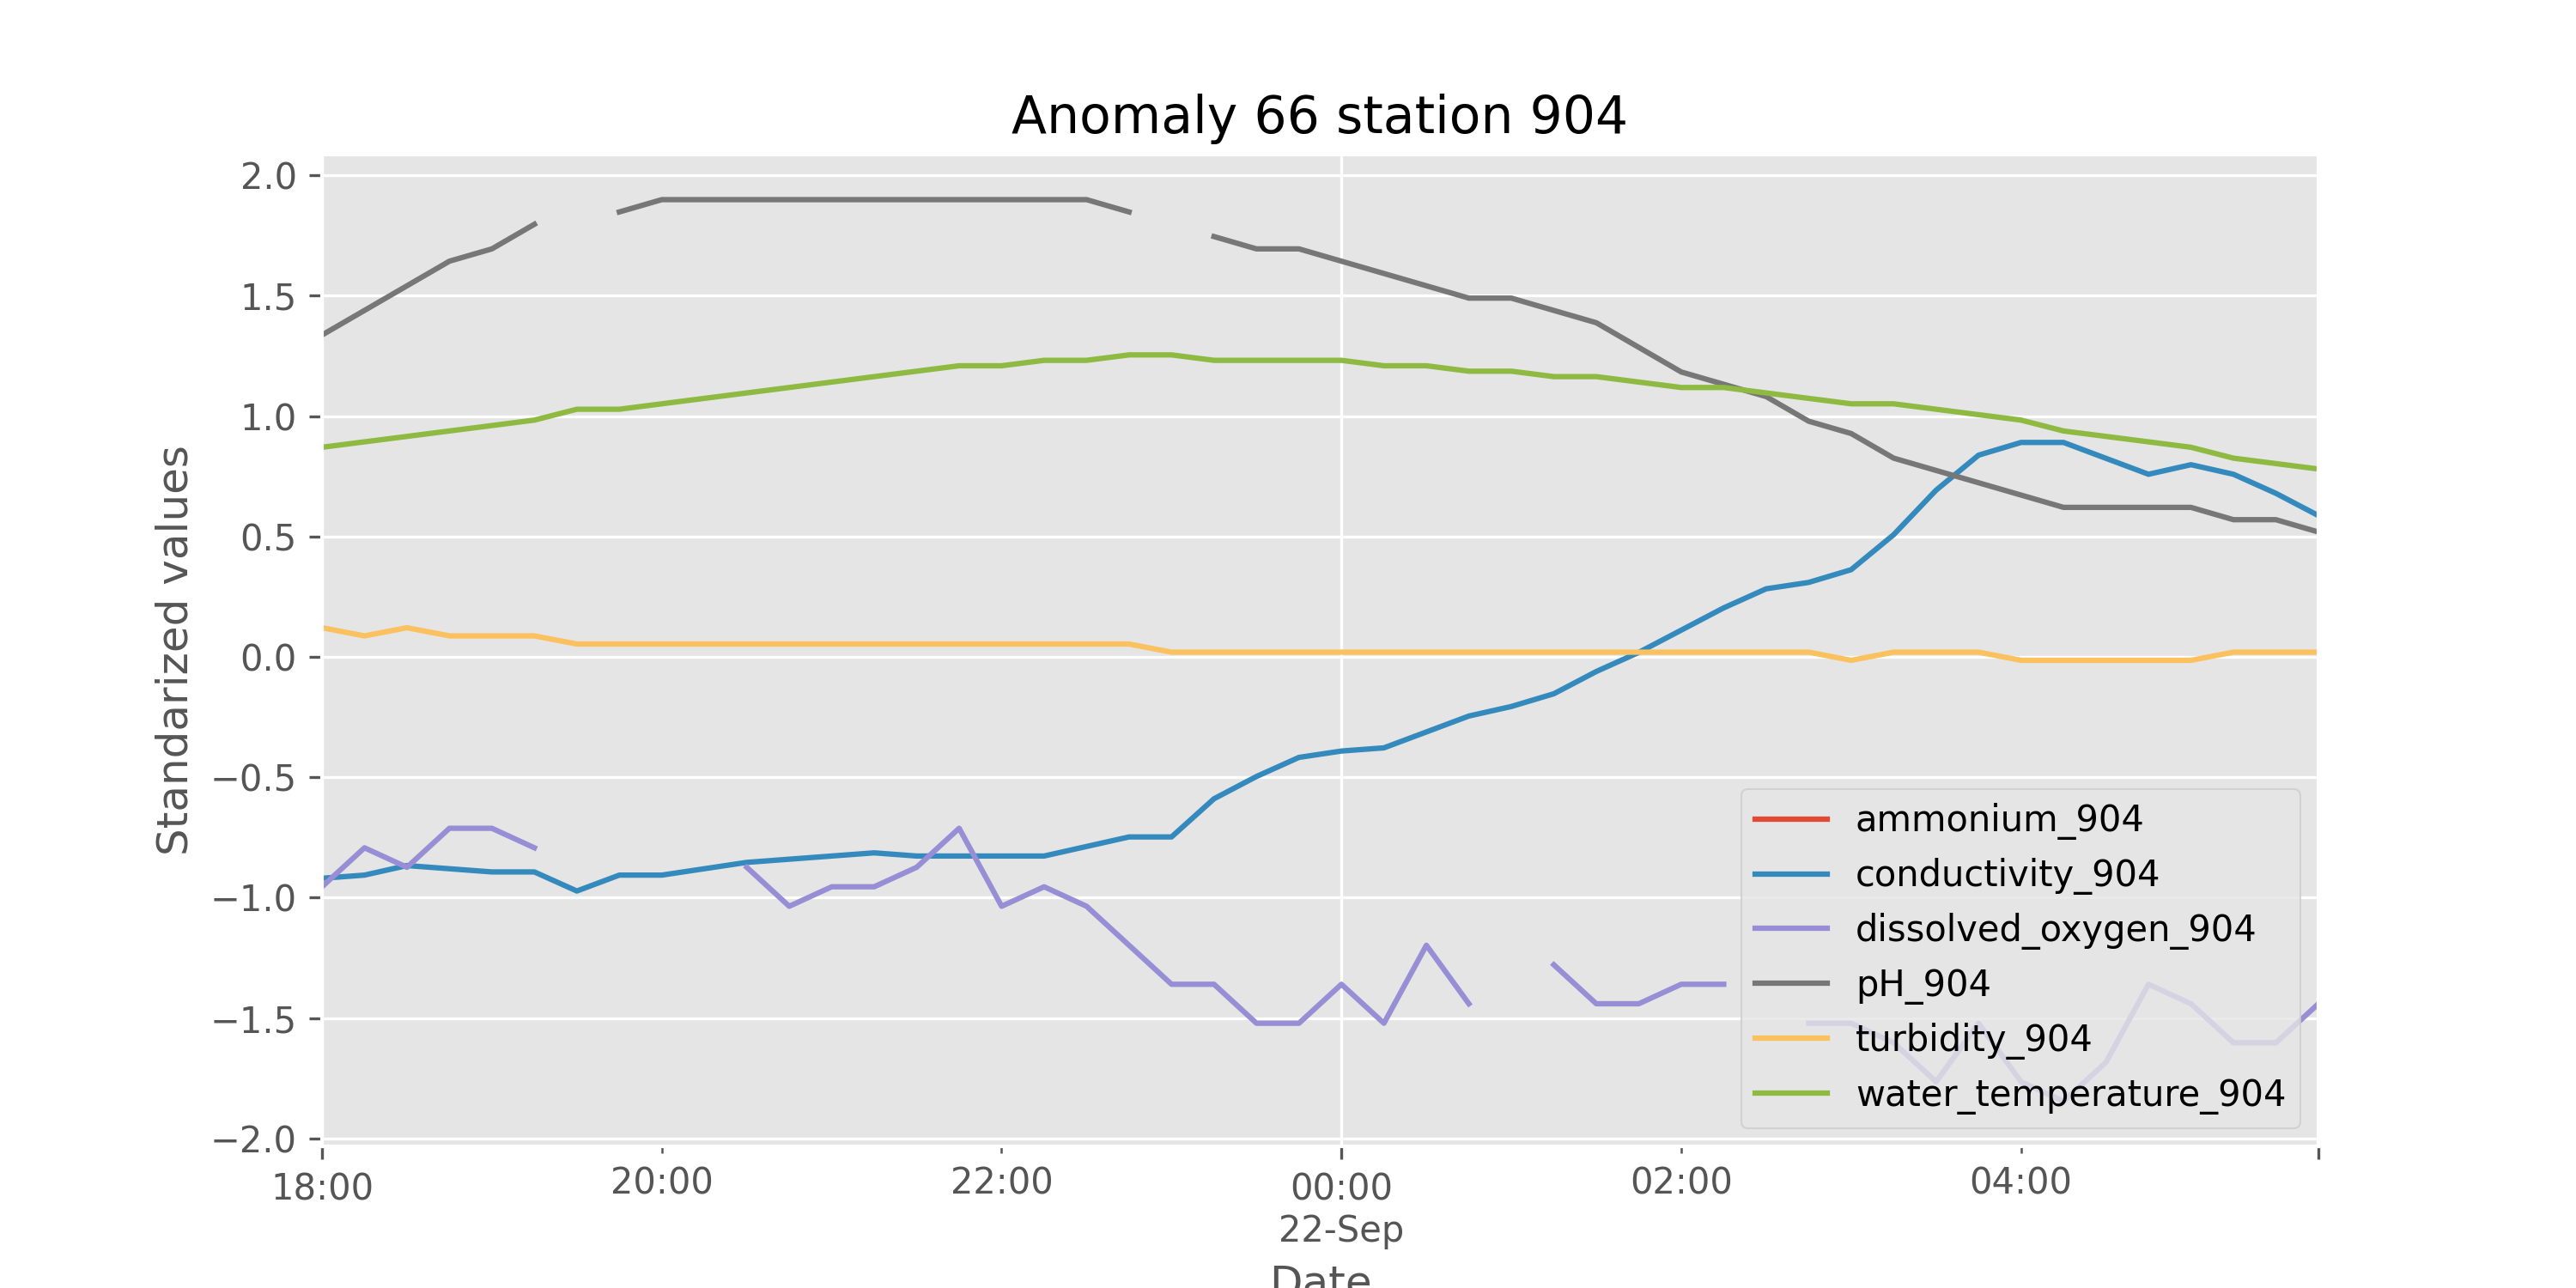 Anomaly 66 station 904
Standarized values
2.0
1.5
1.0
0.5
0.0
−0.5
−1.0
−1.5
−2.0
ammonium_904
conductivity_904
dissolved_oxygen_904
pH_904
turbidity_904
water_temperature_904
18:00 20:00 22:00 00:00 02:00 04:00
22-Sep
Date